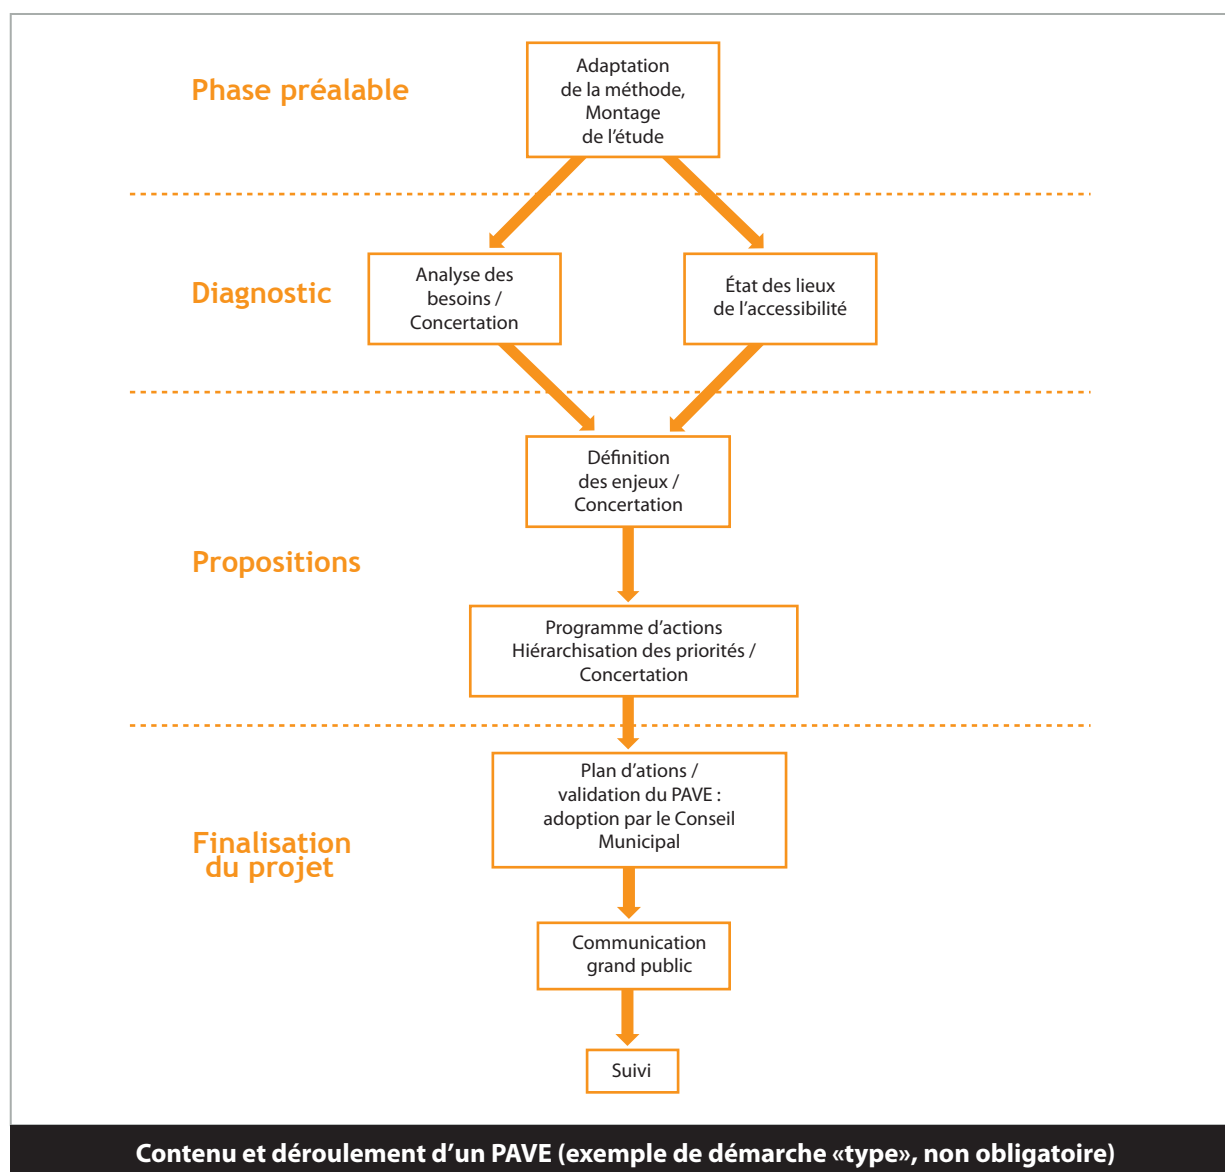 Phase préalable
Adaptation
de la méthode,
Montage
de l’étude
Diagnostic
Analyse des
besoins /
Concertation
État des lieux
de l’accessibilité
Définition
des enjeux /
Concertation
Propositions
Programme d’actions
Hiérarchisation des priorités /
Concertation
Plan d’ations /
validation du PAVE :
adoption par le Conseil
Municipal
Finalisation
du projet
Communication
grand public
Suivi
Contenu et déroulement d’un PAVE (exemple de démarche «type», non obligatoire)